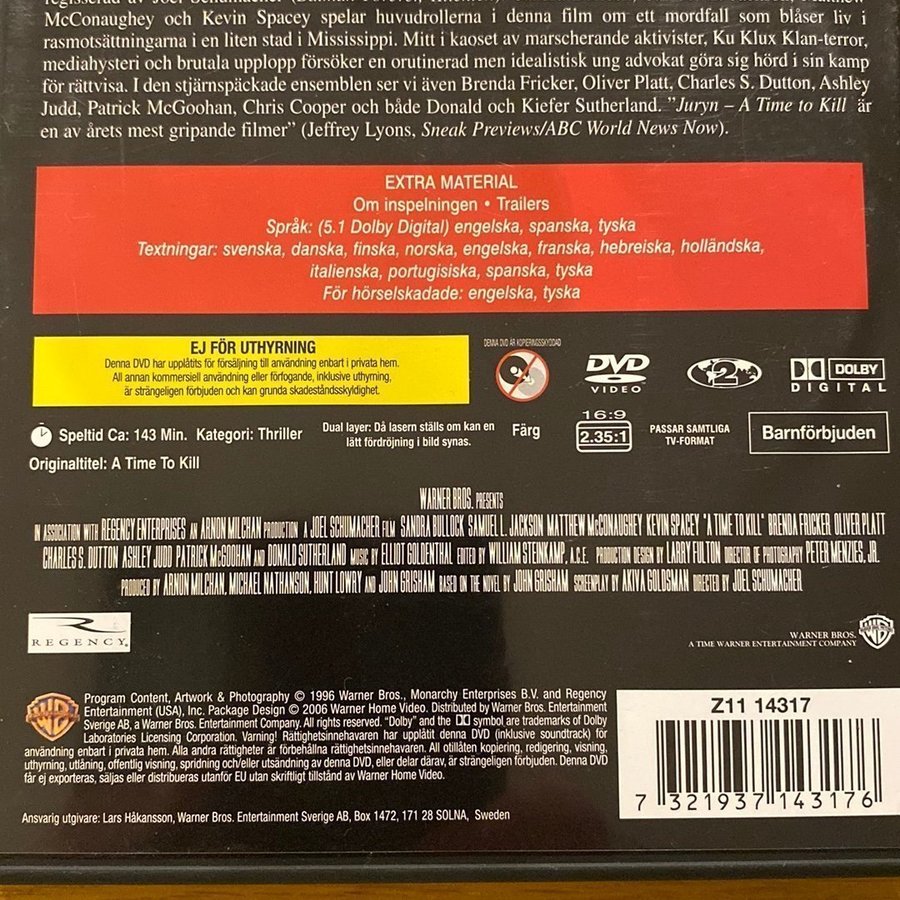 McConaughey och Kevin Spacey spelar huvudrollerna i denna film om ett mordfall som blåser liv i
rasmotsättningarna i en liten stad i Mississippi. Mitt i kaoset av marscherande aktivister, Ku Klux Klan-terror,
mediahysteri och brutala upplopp försöker en orutinerad men idealistisk ung advokat göra sig hörd i sin kamp
för rättvisa. I den stjärnspäckade ensemblen ser vi även Brenda Fricker, Oliver Platt, Charles S. Dutton, Ashley
Judd, Patrick McGoohan, Chris Cooper och både Donald och Kiefer Sutherland. ”Juryn – A Time to Kill är
en av årets mest gripande filmer” (Jeffrey Lyons, Sneak Previews/ABC World News Now).
EXTRA MATERIAL
Om inspelningen • Trailers
Språk: (5.1 Dolby Digital) engelska, spanska, tyska
Textningar: svenska, danska, finska, norska, engelska, franska, hebreiska, holländska,
italienska, portugisiska, spanska, tyska
För hörselskadade: engelska, tyska
EJ FÖR UTHYRNING
Denna DVD har upplåtits för försäljning till användning enbart i privata hem.
All annan kommersiell användning eller förfogande, inklusive uthyrning,
är strängeligen förbjuden och kan grunda skadeståndsskyldighet.
DENNA DVD ÄR KOPIERINGSSKYDDAD
DVD
VIDEO
2
DOLBY
DIGITAL
Speltid Ca: 143 Min. Kategori: Thriller
Dual layer: Då lasern ställs om kan en
lätt fördröjning i bild synas.
Färg
16:9
2.35:1
PASSAR SAMTLIGA
TV-FORMAT
Barnförbjuden
Originaltitel: A Time To Kill
WARNER BROS. PRESENTS
IN ASSOCIATION WITH REGENCY ENTERPRISES AN ARNON MILCHAN PRODUCTION A JOEL SCHUMACHER FILM SANDRA BULLOCK SAMUEL L. JACKSON MATTHEW McCONAUGHEY KEVIN SPACEY "A TIME TO KILL" BRENDA FRICKER OLIVER PLATT
CHARLES S. DUTTON ASHLEY JUDD PATRICK McGOOHAN AND DONALD SUTHERLAND MUSIC BY ELLIOT GOLDENTHAL EDITED BY WILLIAM STEINKAMP, A.C.E. PRODUCTION DESIGN BY LARRY FULTON DIRECTOR OF PHOTOGRAPHY PETER MENZIES, JR.
PRODUCED BY ARNON MILCHAN, MICHAEL NATHANSON, HUNT LOWRY AND JOHN GRISHAM BASED ON THE NOVEL BY JOHN GRISHAM SCREENPLAY BY AKIVA GOLDSMAN DIRECTED BY JOEL SCHUMACHER
R
REGENCY
WARNER BROS.
A TIME WARNER ENTERTAINMENT COMPANY
Program Content, Artwork & Photography © 1996 Warner Bros., Monarchy Enterprises B.V. and Regency
Entertainment (USA), Inc. Package Design © 2006 Warner Home Video. Distributed by Warner Bros. Entertainment
Sverige AB, a Warner Bros. Entertainment Company. All rights reserved. “Dolby” and the symbol are trademarks of Dolby
Laboratories Licensing Corporation. Varning! Rättighetsinnehavaren har upplåtit denna DVD (inklusive soundtrack) för
användning enbart i privata hem. Alla andra rättigheter är förbehållna rättighetsinnehavaren. All otillåten kopiering, redigering, visning,
uthyrning, utlåning, offentlig visning, spridning och/eller utsändning av denna DVD, eller delar därav, är strängeligen förbjuden. Denna DVD
får ej exporteras, säljas eller distribueras utanför EU utan skriftligt tillstånd av Warner Home Video.
Z11 14317
7 321937 143176
Ansvarig utgivare: Lars Håkansson, Warner Bros. Entertainment Sverige AB, Box 1472, 171 28 SOLNA, Sweden